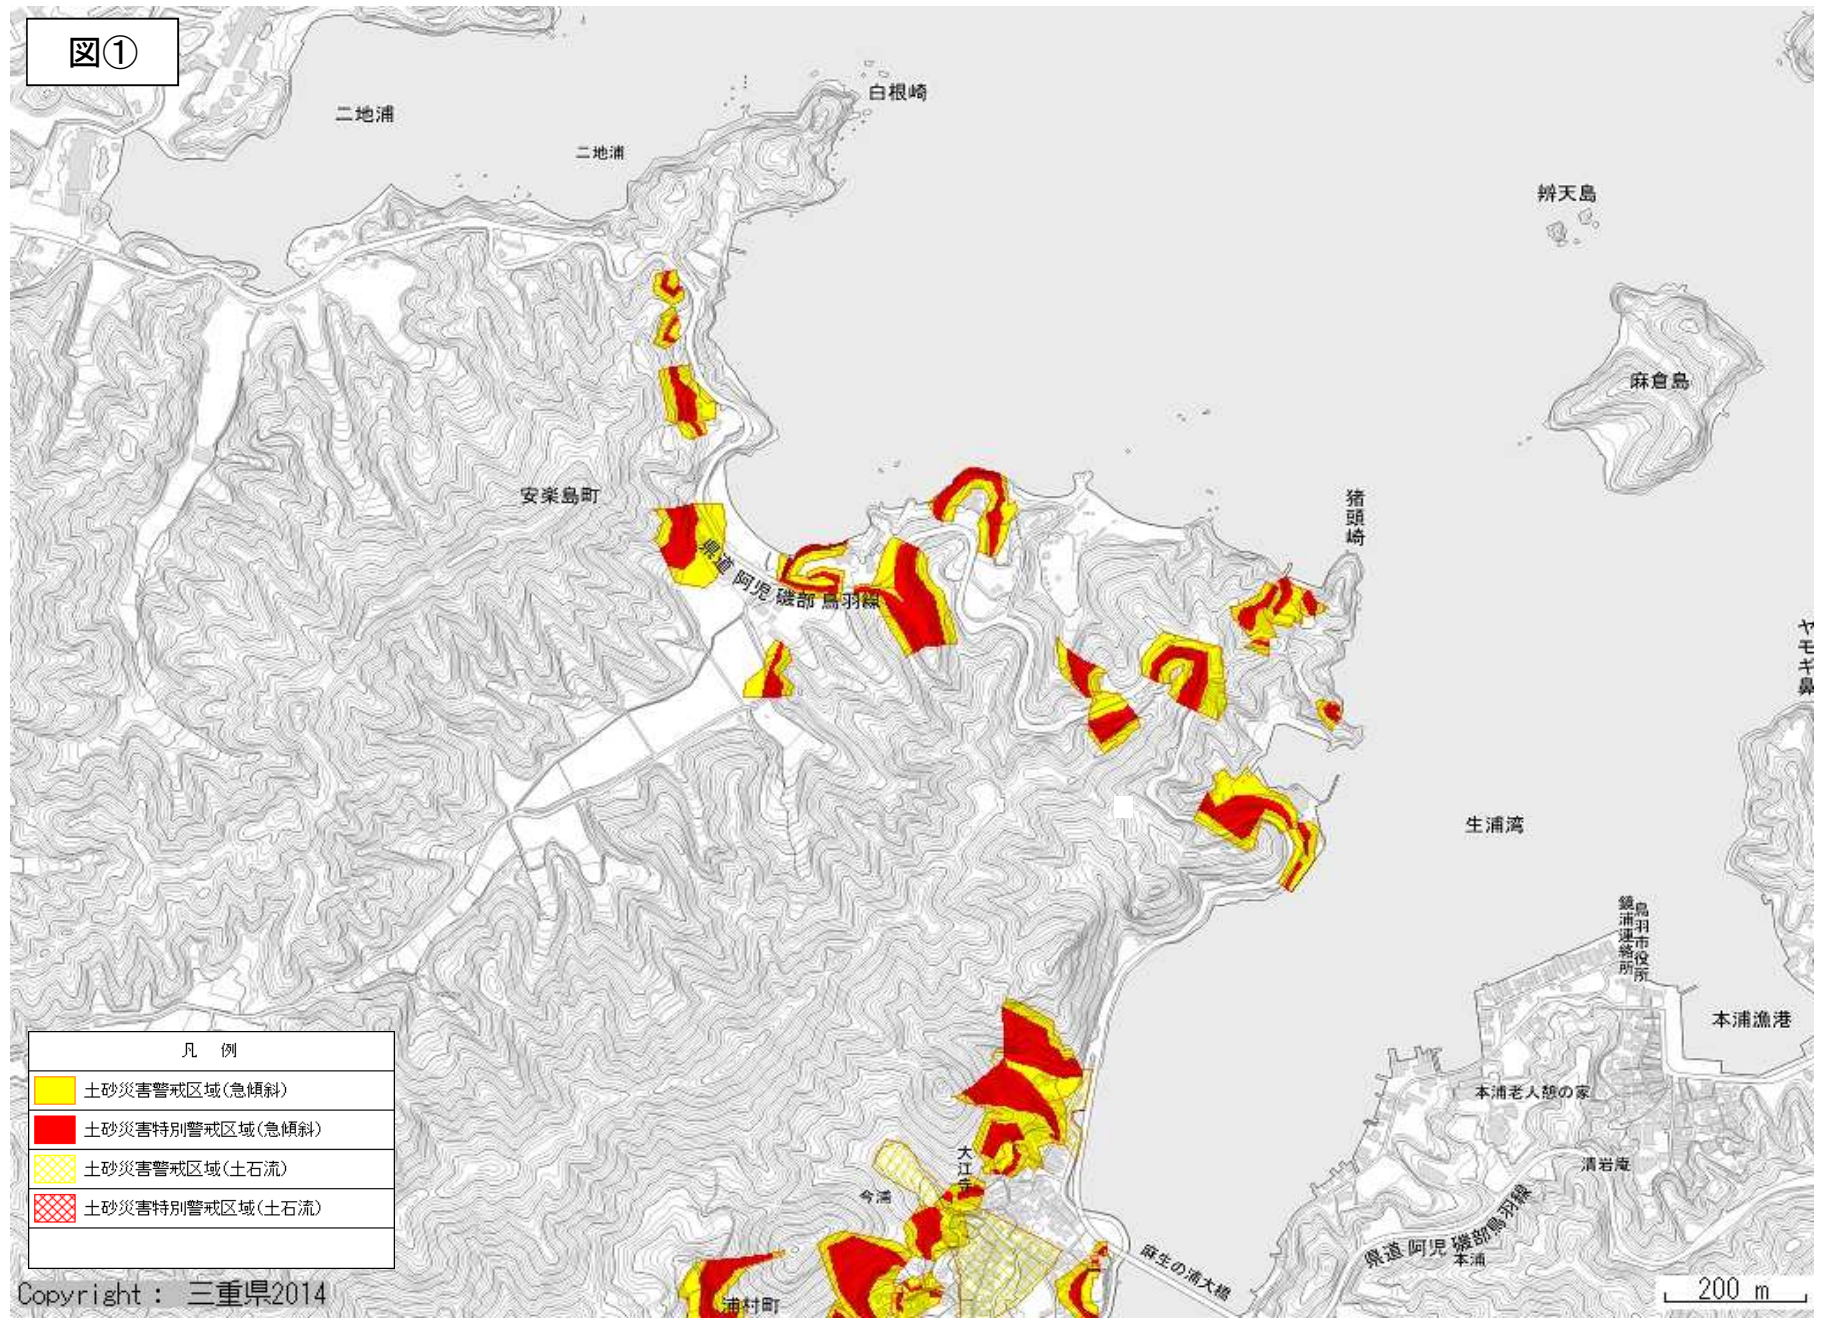 図①
白根崎
二地浦
二地浦
辨天島
麻倉島
安楽島町
猪頭崎
県道 阿児 磯部 鳥羽線
ヤモギ鼻
生浦湾
鳥羽市役所
鏡浦連絡所
本浦漁港
凡 例
土砂災害警戒区域(急傾斜)
土砂災害特別警戒区域(急傾斜)
土砂災害警戒区域(土石流)
土砂災害特別警戒区域(土石流)
本浦老人憩の家
大江寺
清岩庵
今浦
県道 阿児 磯部鳥羽線
本浦
麻生の浦大橋
浦村町
Copyright : 三重県2014
200 m